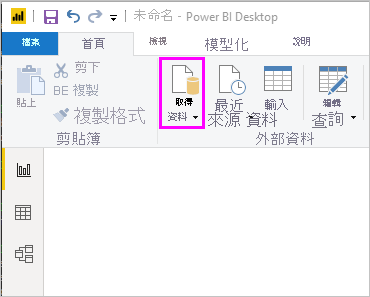 未命名 - Power BI Desktop
檔案 首頁 檢視 模型化 說明
貼上
剪下
BE 複製
複製格式
剪貼簿
取得
資料
最近
來源
輸入
資料
編輯
查詢
外部資料